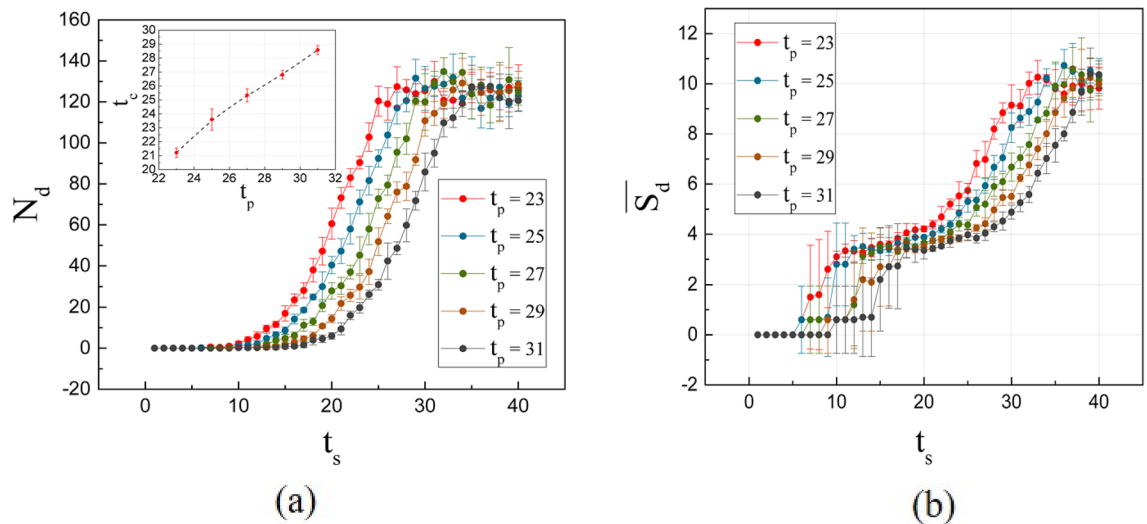 160
140
120
100
80
60
40
20
0
-20
N_d
0 10 20 30 40
t_s
30
29
28
27
26
25
24
23
22
21
20
t_c
22 24 26 28 30 32
t_p
t_p = 23
t_p = 25
t_p = 27
t_p = 29
t_p = 31
(a)
12
10
8
6
4
2
0
-2
S̅_d
0 10 20 30 40
t_s
t_p = 23
t_p = 25
t_p = 27
t_p = 29
t_p = 31
(b)